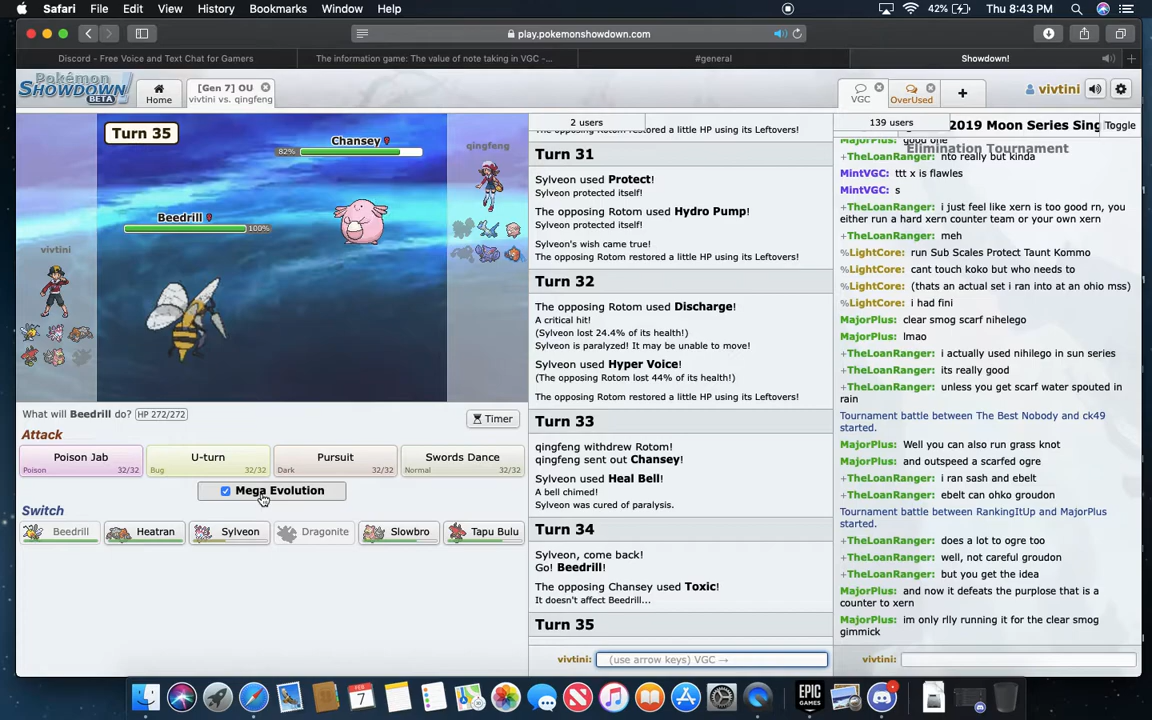 Safari File Edit View History Bookmarks Window Help 42% Thu 8:43 PM
play.pokemonshowdown.com
Discord - Free Voice and Text Chat for Gamers The information game: The value of note taking in VGC -... #general Showdown!
Pokémon
SHOWDOWN
BETA
Home
[Gen 7] OU
vivtini vs. qingfeng
VGC
OverUsed
vivtini
Turn 35
Chansey
82%
qingfeng
Beedrill
100%
vivtini
What will Beedrill do? HP 272/272
Timer
Attack
Poison Jab
Poison 32/32
U-turn
Bug 32/32
Pursuit
Dark 32/32
Swords Dance
Normal 32/32
Mega Evolution
Switch
Beedrill Heatran Sylveon Dragonite Slowbro Tapu Bulu
2 users
The opposing Rotom restored a little HP using its Leftovers!
Turn 31
Sylveon used Protect!
Sylveon protected itself!
The opposing Rotom used Hydro Pump!
Sylveon protected itself!
Sylveon's wish came true!
The opposing Rotom restored a little HP using its Leftovers!
Turn 32
The opposing Rotom used Discharge!
A critical hit!
(Sylveon lost 24.4% of its health!)
Sylveon is paralyzed! It may be unable to move!
Sylveon used Hyper Voice!
(The opposing Rotom lost 44% of its health!)
The opposing Rotom restored a little HP using its Leftovers!
Turn 33
qingfeng withdrew Rotom!
qingfeng sent out Chansey!
Sylveon used Heal Bell!
A bell chimed!
Sylveon was cured of paralysis.
Turn 34
Sylveon, come back!
Go! Beedrill!
The opposing Chansey used Toxic!
It doesn't affect Beedrill...
Turn 35
vivtini: (use arrow keys) VGC →
139 users
2019 Moon Series Sing Toggle
Elimination Tournament
MajorPlus: good one
+TheLoanRanger: nto really but kinda
MintVGC: ttt x is flawles
MintVGC: s
+TheLoanRanger: i just feel like xern is too good rn, you
either run a hard xern counter team or your own xern
+TheLoanRanger: meh
%LightCore: run Sub Scales Protect Taunt Kommo
%LightCore: cant touch koko but who needs to
%LightCore: (thats an actual set i ran into at an ohio mss)
%LightCore: i had fini
MajorPlus: clear smog scarf nihelego
MajorPlus: lmao
+TheLoanRanger: i actually used nihilego in sun series
+TheLoanRanger: its really good
+TheLoanRanger: unless you get scarf water spouted in
rain
Tournament battle between The Best Nobody and ck49
started.
MajorPlus: Well you can also run grass knot
MajorPlus: and outspeed a scarfed ogre
MajorPlus: i ran sash and ebelt
MajorPlus: ebelt can ohko groudon
Tournament battle between RankingItUp and MajorPlus
started.
+TheLoanRanger: does a lot to ogre too
+TheLoanRanger: well, not careful groudon
+TheLoanRanger: but you get the idea
MajorPlus: and now it defeats the purplose that is a
counter to xern
MajorPlus: im only rlly running it for the clear smog
gimmick
vivtini:
FEB
7
EPIC
GAMES